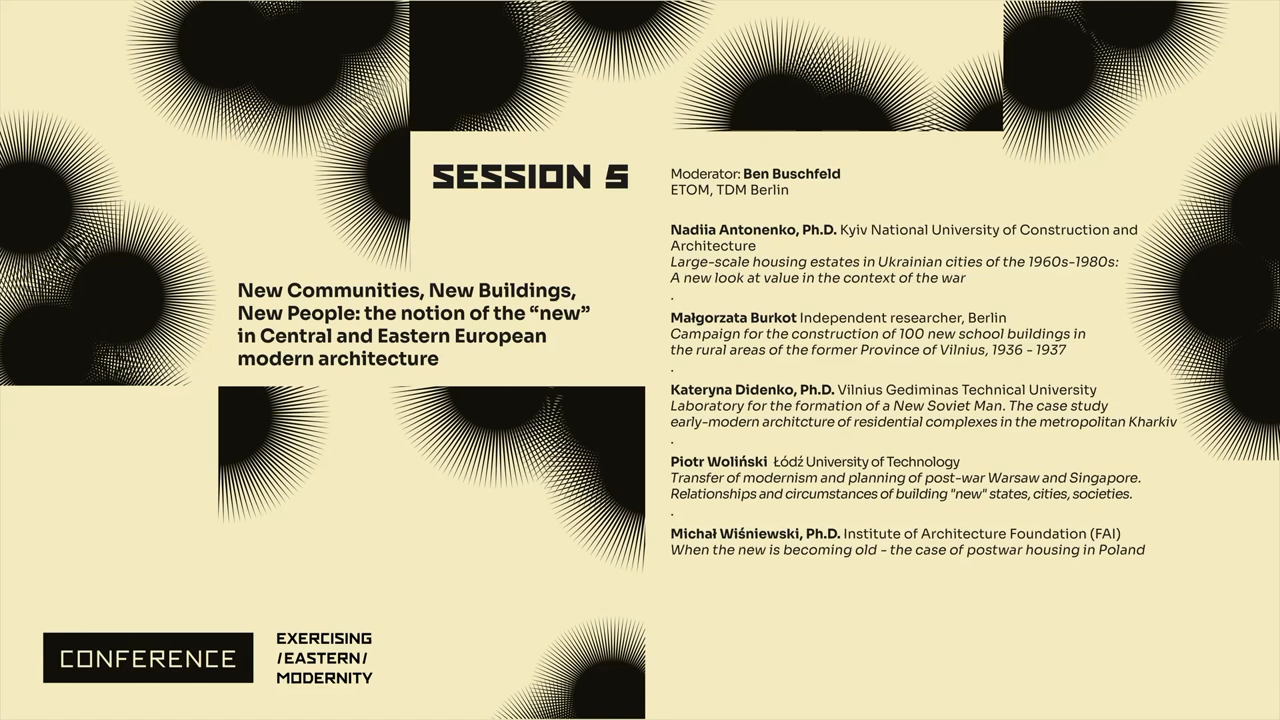 SESSION 5
New Communities, New Buildings,
New People: the notion of the “new”
in Central and Eastern European
modern architecture
Moderator: Ben Buschfeld
ETOM, TDM Berlin
Nadiia Antonenko, Ph.D. Kyiv National University of Construction and
Architecture
Large-scale housing estates in Ukrainian cities of the 1960s-1980s:
A new look at value in the context of the war
.
Małgorzata Burkot Independent researcher, Berlin
Campaign for the construction of 100 new school buildings in
the rural areas of the former Province of Vilnius, 1936 - 1937
.
Kateryna Didenko, Ph.D. Vilnius Gediminas Technical University
Laboratory for the formation of a New Soviet Man. The case study
early-modern architcture of residential complexes in the metropolitan Kharkiv
.
Piotr Woliński Łódź University of Technology
Transfer of modernism and planning of post-war Warsaw and Singapore.
Relationships and circumstances of building "new" states, cities, societies.
.
Michał Wiśniewski, Ph.D. Institute of Architecture Foundation (FAI)
When the new is becoming old - the case of postwar housing in Poland
CONFERENCE
EXERCISING
/EASTERN/
MODERNITY